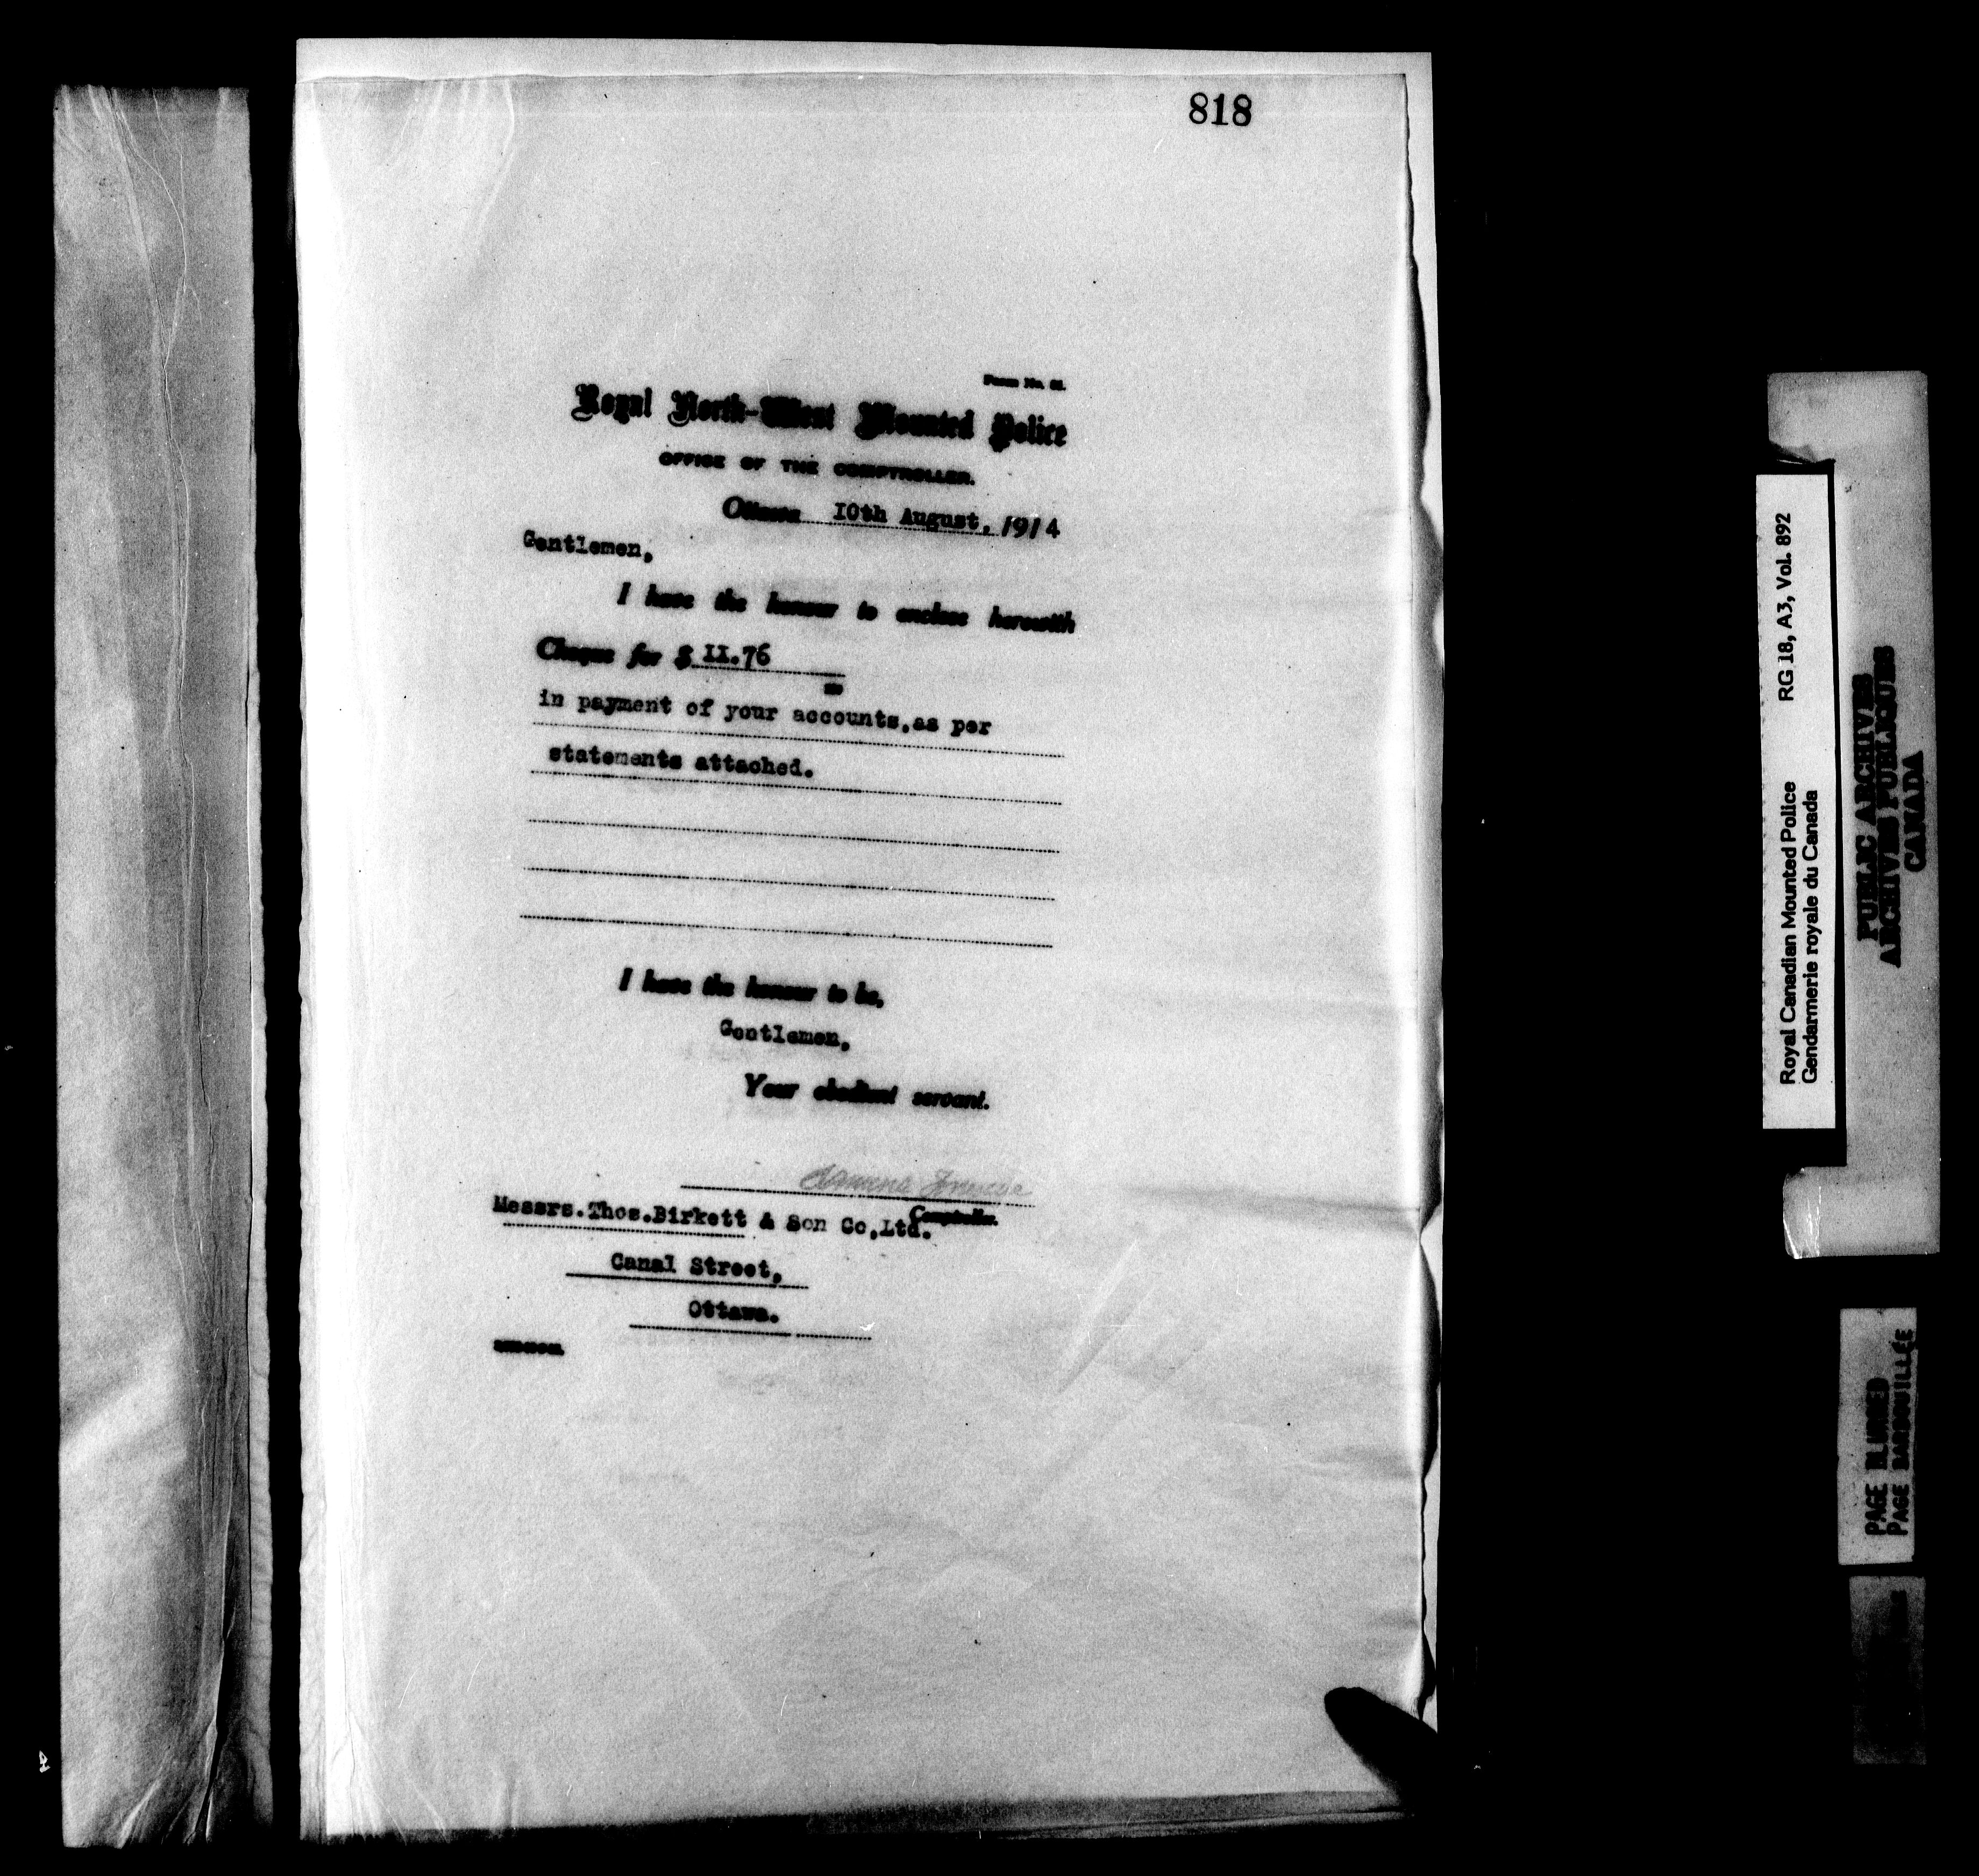 818
Form No.
Royal North-West Mounted Police
OFFICE OF THE COMPTROLLER.
Ottawa 10th August, 1914
Gentlemen,
I have the honour to enclose herewith
Cheque for $ 11.76
in payment of your accounts,as per
statements attached.
I have the honour to be,
Gentlemen,
Your obedient servant.
Comptroller.
Messrs.Thos.Birkett & Son Co,Ltd.
Canal Street,
Ottawa.
Royal Canadian Mounted Police RG 18, A3, Vol. 892
Gendarmerie royale du Canada
PUBLIC ARCHIVES
ARCHIVES PUBLIQUES
CANADA
PAGE BLURRED
PAGE BARBOUILLÉE